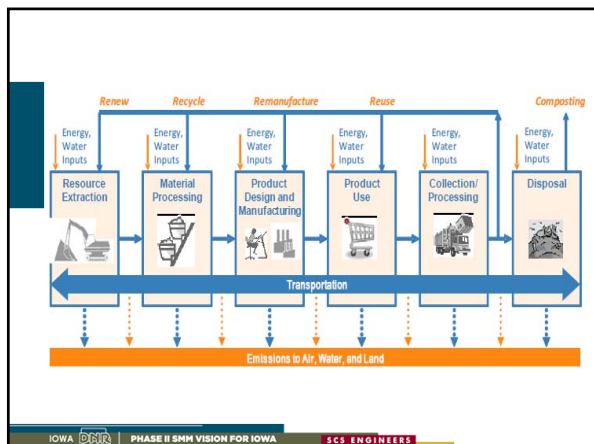 Renew Recycle Remanufacture Reuse Composting
Energy, Water Inputs
Energy, Water Inputs
Energy, Water Inputs
Energy, Water Inputs
Energy, Water Inputs
Energy, Water Inputs
Resource
Extraction
Material
Processing
Product
Design and
Manufacturing
Product
Use
Collection/
Processing
Disposal
Transportation
Emissions to Air, Water, and Land
IOWA DNR PHASE II SMM VISION FOR IOWA SCS ENGINEERS